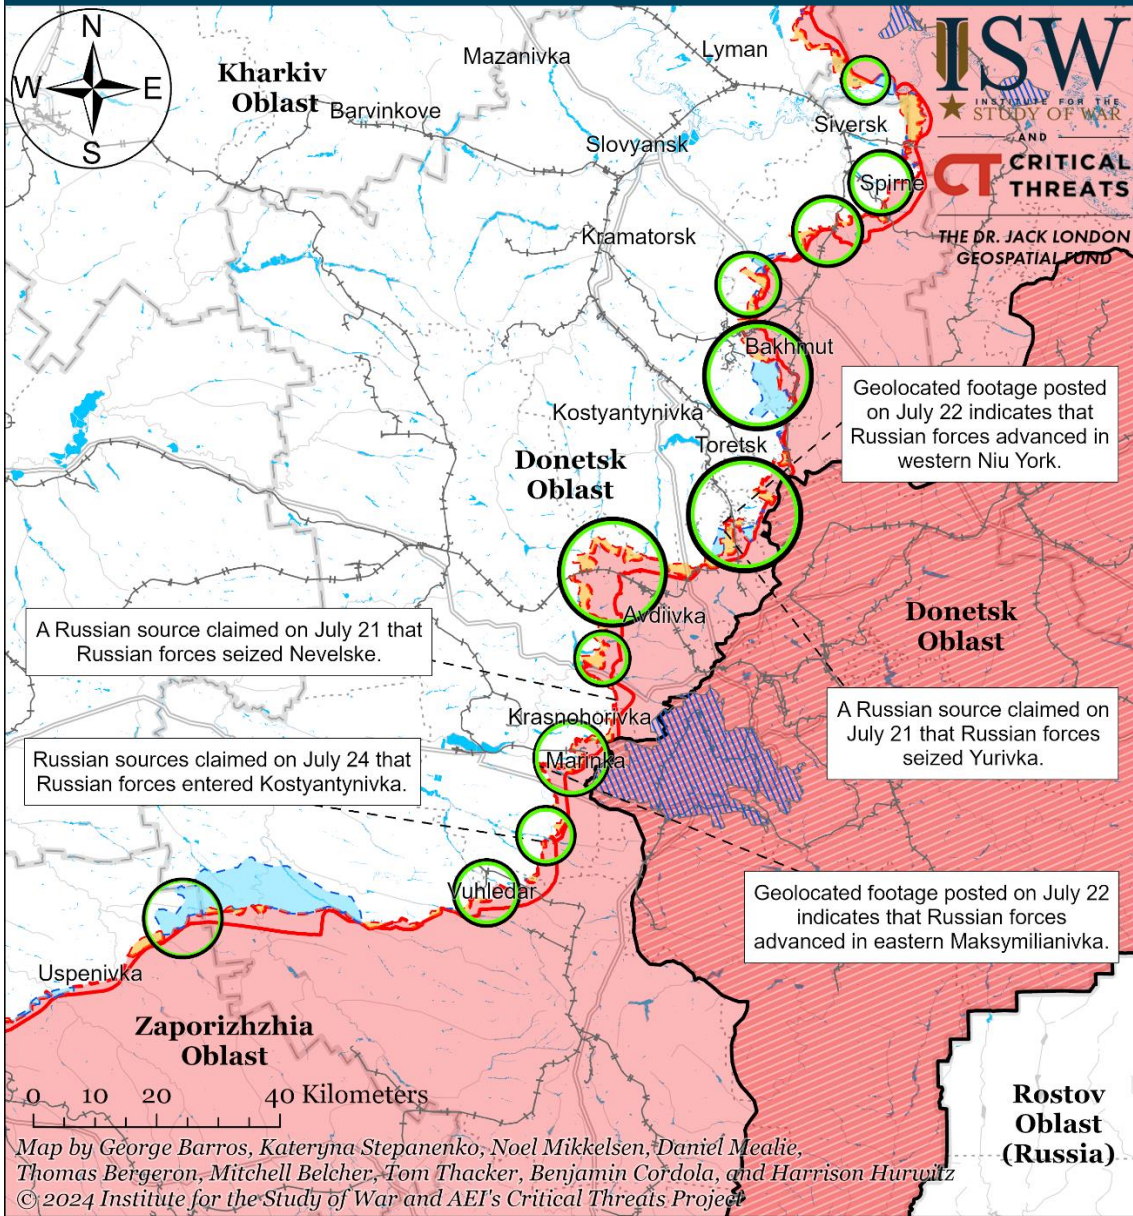 N
W E
S
ISW
INSTITUTE FOR THE
STUDY OF WAR
AND
CT CRITICAL
THREATS
THE DR. JACK LONDON
GEOSPATIAL FUND
Kharkiv
Oblast
Mazanivka
Lyman
Barvinkove
Siversk
Slovyansk
Spirne
Kramatorsk
Bakhmut
Geolocated footage posted
on July 22 indicates that
Russian forces advanced in
western Niu York.
Kostyantynivka
Toretsk
Donetsk
Oblast
Avdiivka
Donetsk
Oblast
A Russian source claimed on July 21 that
Russian forces seized Nevelske.
Krasnohorivka
A Russian source claimed on
July 21 that Russian forces
seized Yurivka.
Marinka
Russian sources claimed on July 24 that
Russian forces entered Kostyantynivka.
Vuhledar
Geolocated footage posted on July 22
indicates that Russian forces
advanced in eastern Maksymilianivka.
Uspenivka
Zaporizhzhia
Oblast
0 10 20 40 Kilometers
Rostov
Oblast
(Russia)
Map by George Barros, Kateryna Stepanenko, Noel Mikkelsen, Daniel Mealie,
Thomas Bergeron, Mitchell Belcher, Tom Thacker, Benjamin Cordola, and Harrison Hurwitz
© 2024 Institute for the Study of War and AEI's Critical Threats Project